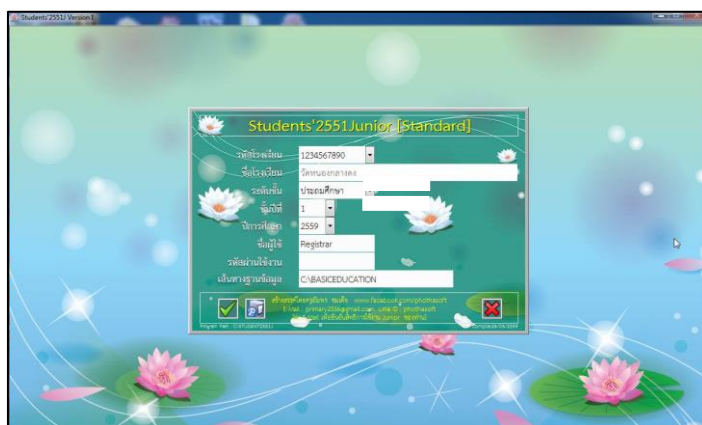 Students'2551J Version 1
Students'2551Junior [Standard]
รหัสโรงเรียน 1234567890
ชื่อโรงเรียน วัดหนองกลางดง
ระดับชั้น ประถมศึกษา
ชั้นปีที่ 1
ปีการศึกษา 2559
ชื่อผู้ใช้ Registrar
รหัสผ่านใช้งาน
เส้นทางฐานข้อมูล C:\BASICEDUCATION
www.facebook.com/phothasoft